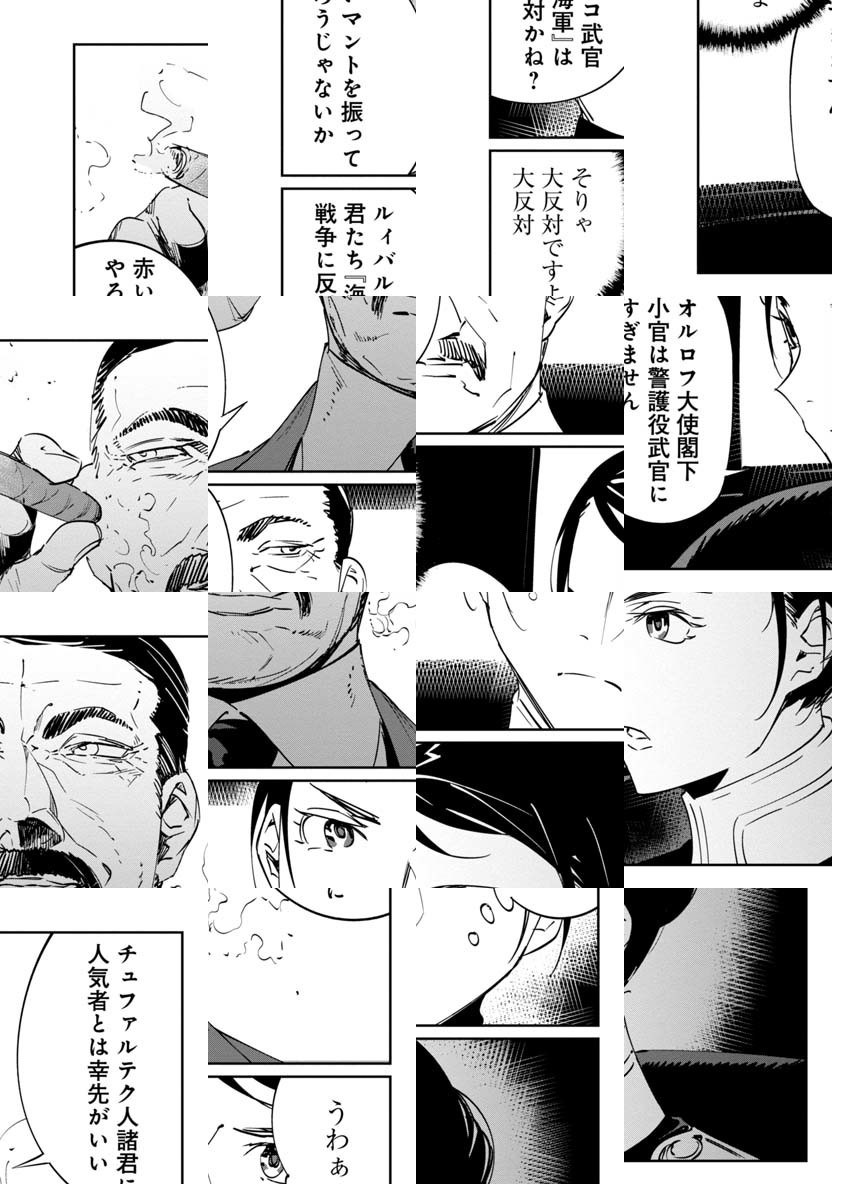 コ武官
海軍』は
対かね?
そりゃ
大反対ですよ
大反対
マントを振って
ろうじゃないか
ルィバル
君たち『海
戦争に反
赤い
やろ
オルロフ大使閣下
小官は警護役武官に
すぎません
うわぁ
チュファルテク人諸君に
人気者とは幸先がいい